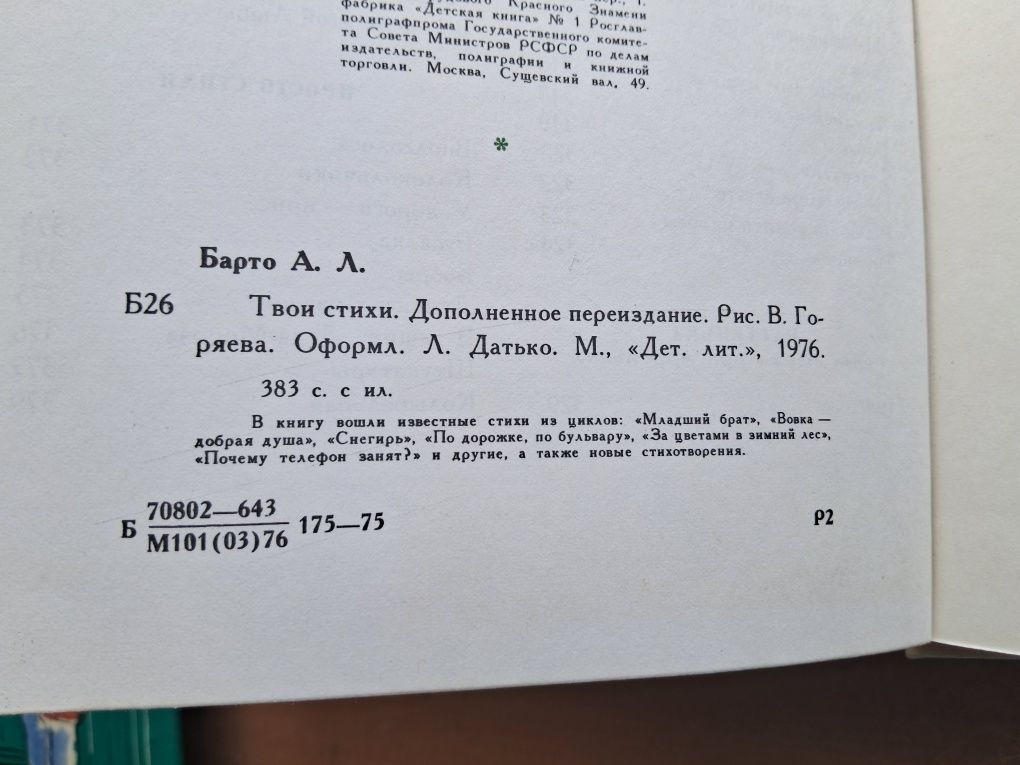 Красного Знамени
фабрика «Детская книга» № 1 Росглав-
полиграфпрома Государственного комите-
та Совета Министров РСФСР по делам
издательств, полиграфии и книжной
торговли. Москва, Сущевский вал, 49.
*
Барто А. Л.
Б26 Твои стихи. Дополненное переиздание. Рис. В. Го-
ряева. Оформл. Л. Датько. М., «Дет. лит.», 1976.
383 с. с ил.
В книгу вошли известные стихи из циклов: «Младший брат», «Вовка —
добрая душа», «Снегирь», «По дорожке, по бульвару», «За цветами в зимний лес»,
«Почему телефон занят?» и другие, а также новые стихотворения.
Б 70802—643 175—75
М101(03)76
Р2